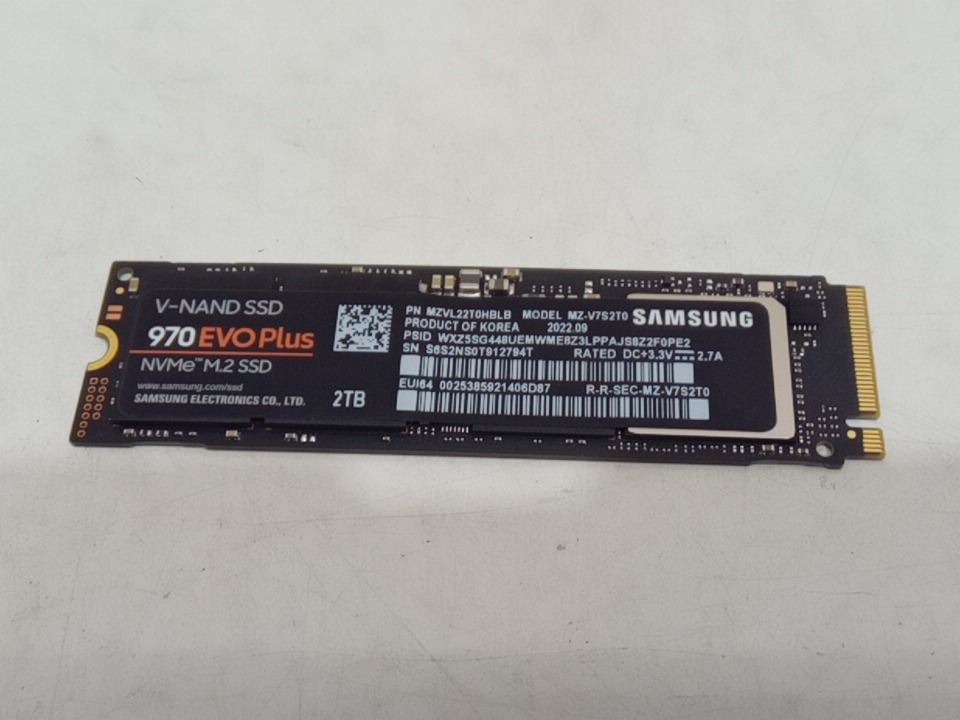 V-NAND SSD
970 EVO Plus
NVMe™ M.2 SSD
www.samsung.com/ssd
SAMSUNG ELECTRONICS CO., LTD.
2TB
PN MZVL22T0HBLB MODEL MZ-V7S2T0
PRODUCT OF KOREA 2022.09
PSID WXZ5SG448UEMWME8Z3LPPAJS8Z2F0PE2
SN S6S2NS0T912794T RATED DC+3.3V⎓2.7A
EUI64 0025385921406D87 R-R-SEC-MZ-V7S2T0
SAMSUNG